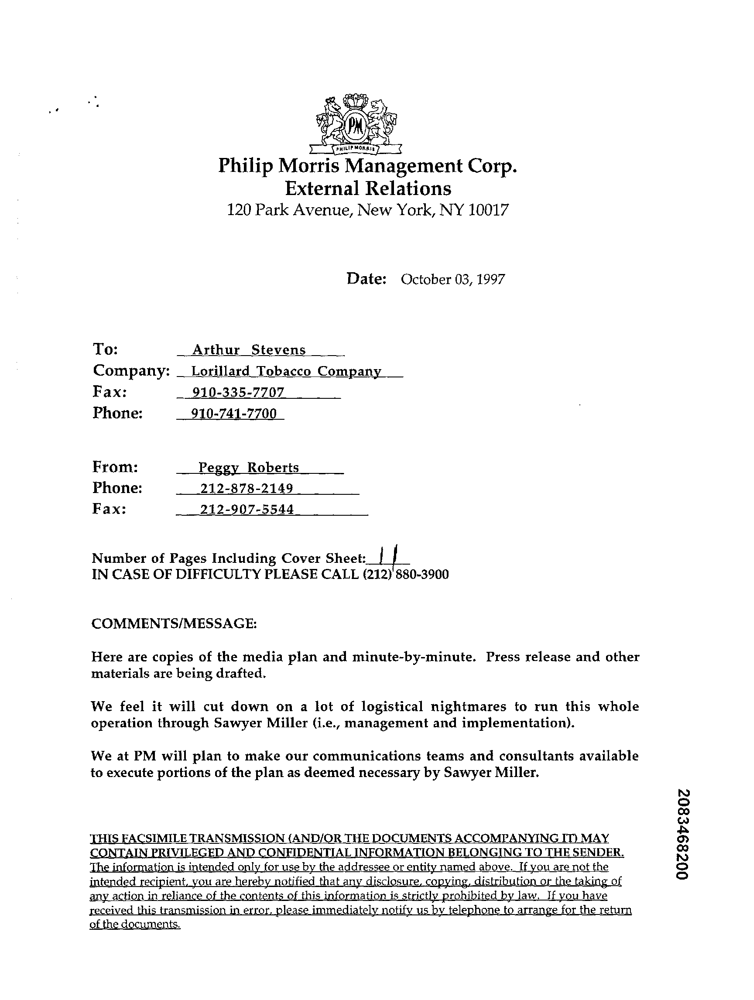 PM
PHILIP MORRIS
Philip Morris Management Corp.
External Relations
120 Park Avenue, New York, NY 10017
Date: October 03, 1997
To: Arthur Stevens
Company: Lorillard Tobacco Company
Fax: 910-335-7707
Phone: 910-741-7700
From: Peggy Roberts
Phone: 212-878-2149
Fax: 212-907-5544
Number of Pages Including Cover Sheet: 11
IN CASE OF DIFFICULTY PLEASE CALL (212) 880-3900
COMMENTS/MESSAGE:
Here are copies of the media plan and minute-by-minute. Press release and other
materials are being drafted.
We feel it will cut down on a lot of logistical nightmares to run this whole
operation through Sawyer Miller (i.e., management and implementation).
We at PM will plan to make our communications teams and consultants available
to execute portions of the plan as deemed necessary by Sawyer Miller.
THIS FACSIMILE TRANSMISSION (AND/OR THE DOCUMENTS ACCOMPANYING IT) MAY
CONTAIN PRIVILEGED AND CONFIDENTIAL INFORMATION BELONGING TO THE SENDER.
The information is intended only for use by the addressee or entity named above. If you are not the
intended recipient, you are hereby notified that any disclosure, copying, distribution or the taking of
any action in reliance of the contents of this information is strictly prohibited by law. If you have
received this transmission in error, please immediately notify us by telephone to arrange for the return
of the documents.
2083468200